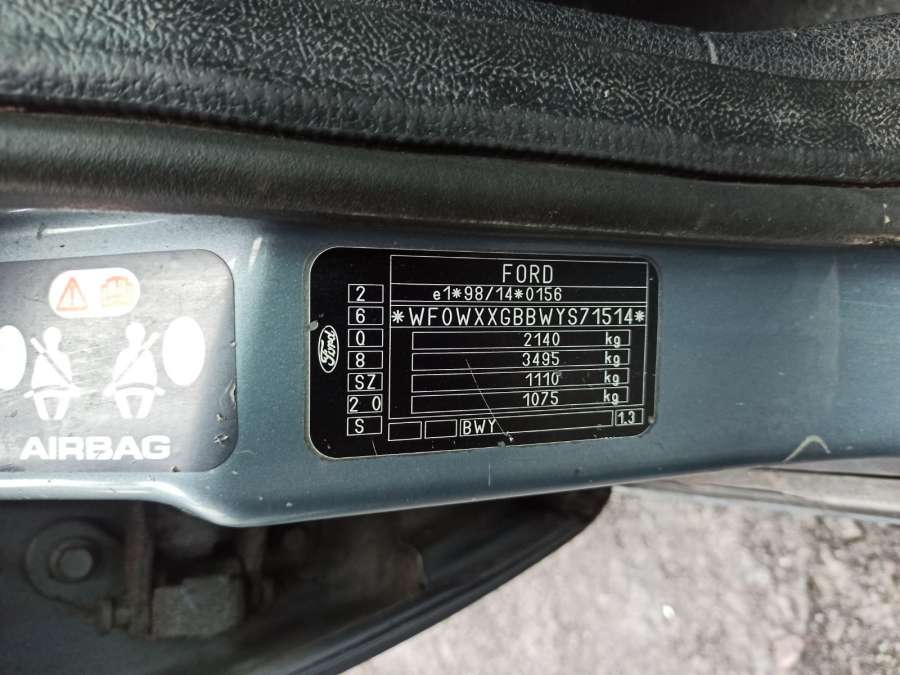 FORD
2 e1*98/14*0156
6 *WF0WXXGBBWYS71514*
Q 2140 kg
8 3495 kg
SZ 1110 kg
2 0 1075 kg
S BWY 1.3
Ford
AIRBAG